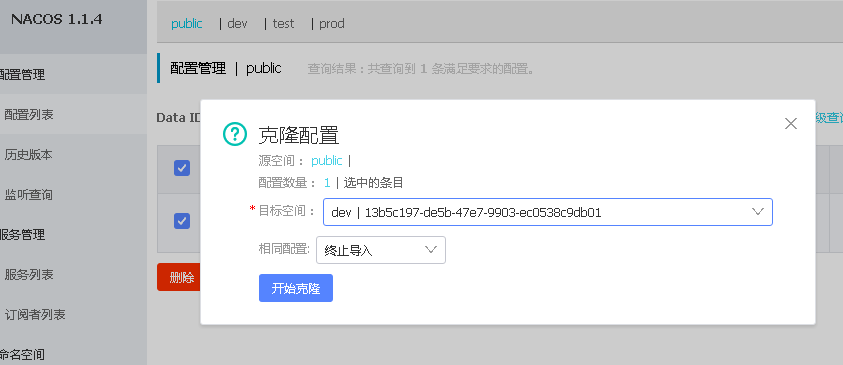 NACOS 1.1.4
public | dev | test | prod
配置管理
配置管理 | public 查询结果：共查询到 1 条满足要求的配置。
配置列表
Data ID
级查询
克隆配置
历史版本
源空间： public |
配置数量： 1 | 选中的条目
监听查询
* 目标空间： dev | 13b5c197-de5b-47e7-9903-ec0538c9db01
服务管理
相同配置: 终止导入
服务列表
删除
开始克隆
订阅者列表
命名空间